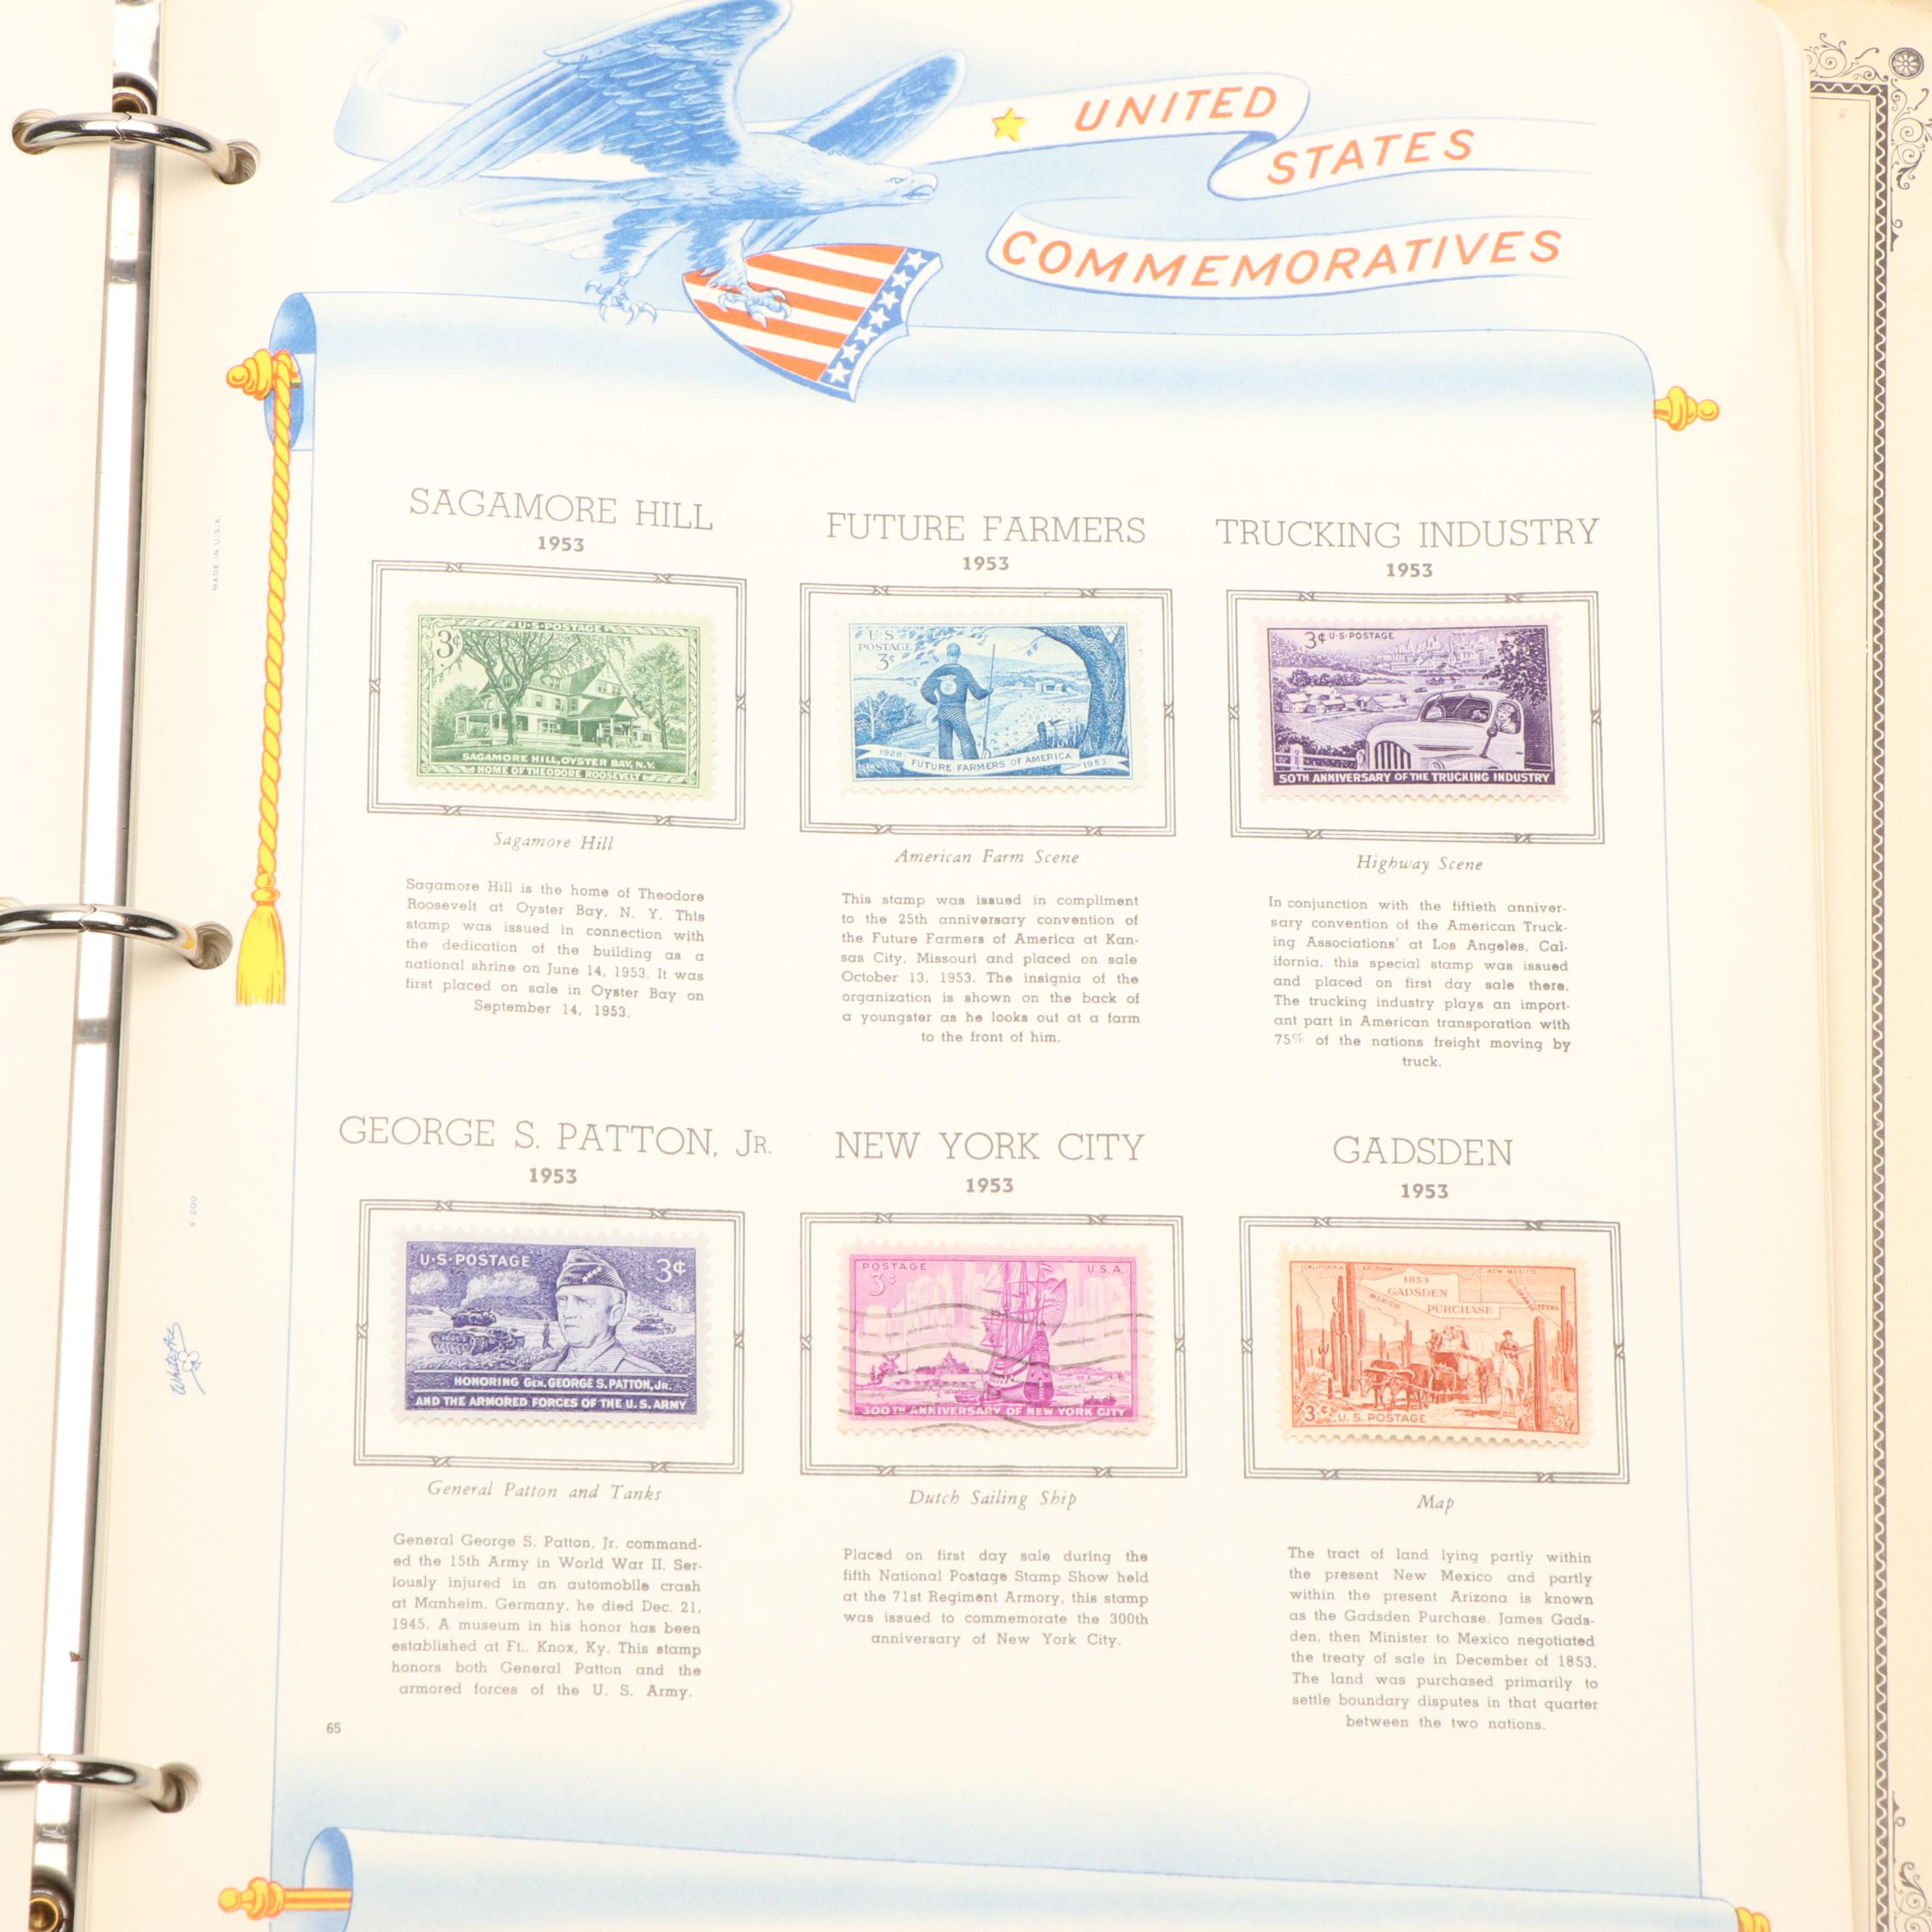 UNITED
STATES
COMMEMORATIVES
SAGAMORE HILL
1953
U·S·POSTAGE
3¢
SAGAMORE HILL, OYSTER BAY, N.Y.
HOME OF THEODORE ROOSEVELT
Sagamore Hill
Sagamore Hill is the home of Theodore
Roosevelt at Oyster Bay, N. Y. This
stamp was issued in connection with
the dedication of the building as a
national shrine on June 14, 1953. It was
first placed on sale in Oyster Bay on
September 14, 1953.
FUTURE FARMERS
1953
U.S.
POSTAGE
3¢
1928 FUTURE FARMERS OF AMERICA 1953
American Farm Scene
This stamp was issued in compliment
to the 25th anniversary convention of
the Future Farmers of America at Kan-
sas City, Missouri and placed on sale
October 13, 1953. The insignia of the
organization is shown on the back of
a youngster as he looks out at a farm
to the front of him.
TRUCKING INDUSTRY
1953
3¢ U·S·POSTAGE
50TH ANNIVERSARY OF THE TRUCKING INDUSTRY
Highway Scene
In conjunction with the fiftieth anniver-
sary convention of the American Truck-
ing Associations' at Los Angeles, Cal-
ifornia, this special stamp was issued
and placed on first day sale there.
The trucking industry plays an import-
ant part in American transporation with
75% of the nations freight moving by
truck.
GEORGE S. PATTON, JR.
1953
U·S·POSTAGE 3¢
HONORING GEN. GEORGE S. PATTON, JR.
AND THE ARMORED FORCES OF THE U.S. ARMY
General Patton and Tanks
General George S. Patton, Jr. command-
ed the 15th Army in World War II. Ser-
iously injured in an automobile crash
at Manheim, Germany, he died Dec. 21,
1945. A museum in his honor has been
established at Ft., Knox, Ky. This stamp
honors both General Patton and the
armored forces of the U. S. Army.
NEW YORK CITY
1953
POSTAGE U.S.A.
3¢
300TH ANNIVERSARY OF NEW YORK CITY
Dutch Sailing Ship
Placed on first day sale during the
fifth National Postage Stamp Show held
at the 71st Regiment Armory, this stamp
was issued to commemorate the 300th
anniversary of New York City.
GADSDEN
1953
CALIFORNIA ARIZONA NEW MEXICO
1853
GADSDEN
PURCHASE
MEXICO
TEXAS
3¢ U. S. POSTAGE
Map
The tract of land lying partly within
the present New Mexico and partly
within the present Arizona is known
as the Gadsden Purchase. James Gads-
den, then Minister to Mexico negotiated
the treaty of sale in December of 1853.
The land was purchased primarily to
settle boundary disputes in that quarter
between the two nations.
65
MADE IN U.S.A.
S-200
White Ace